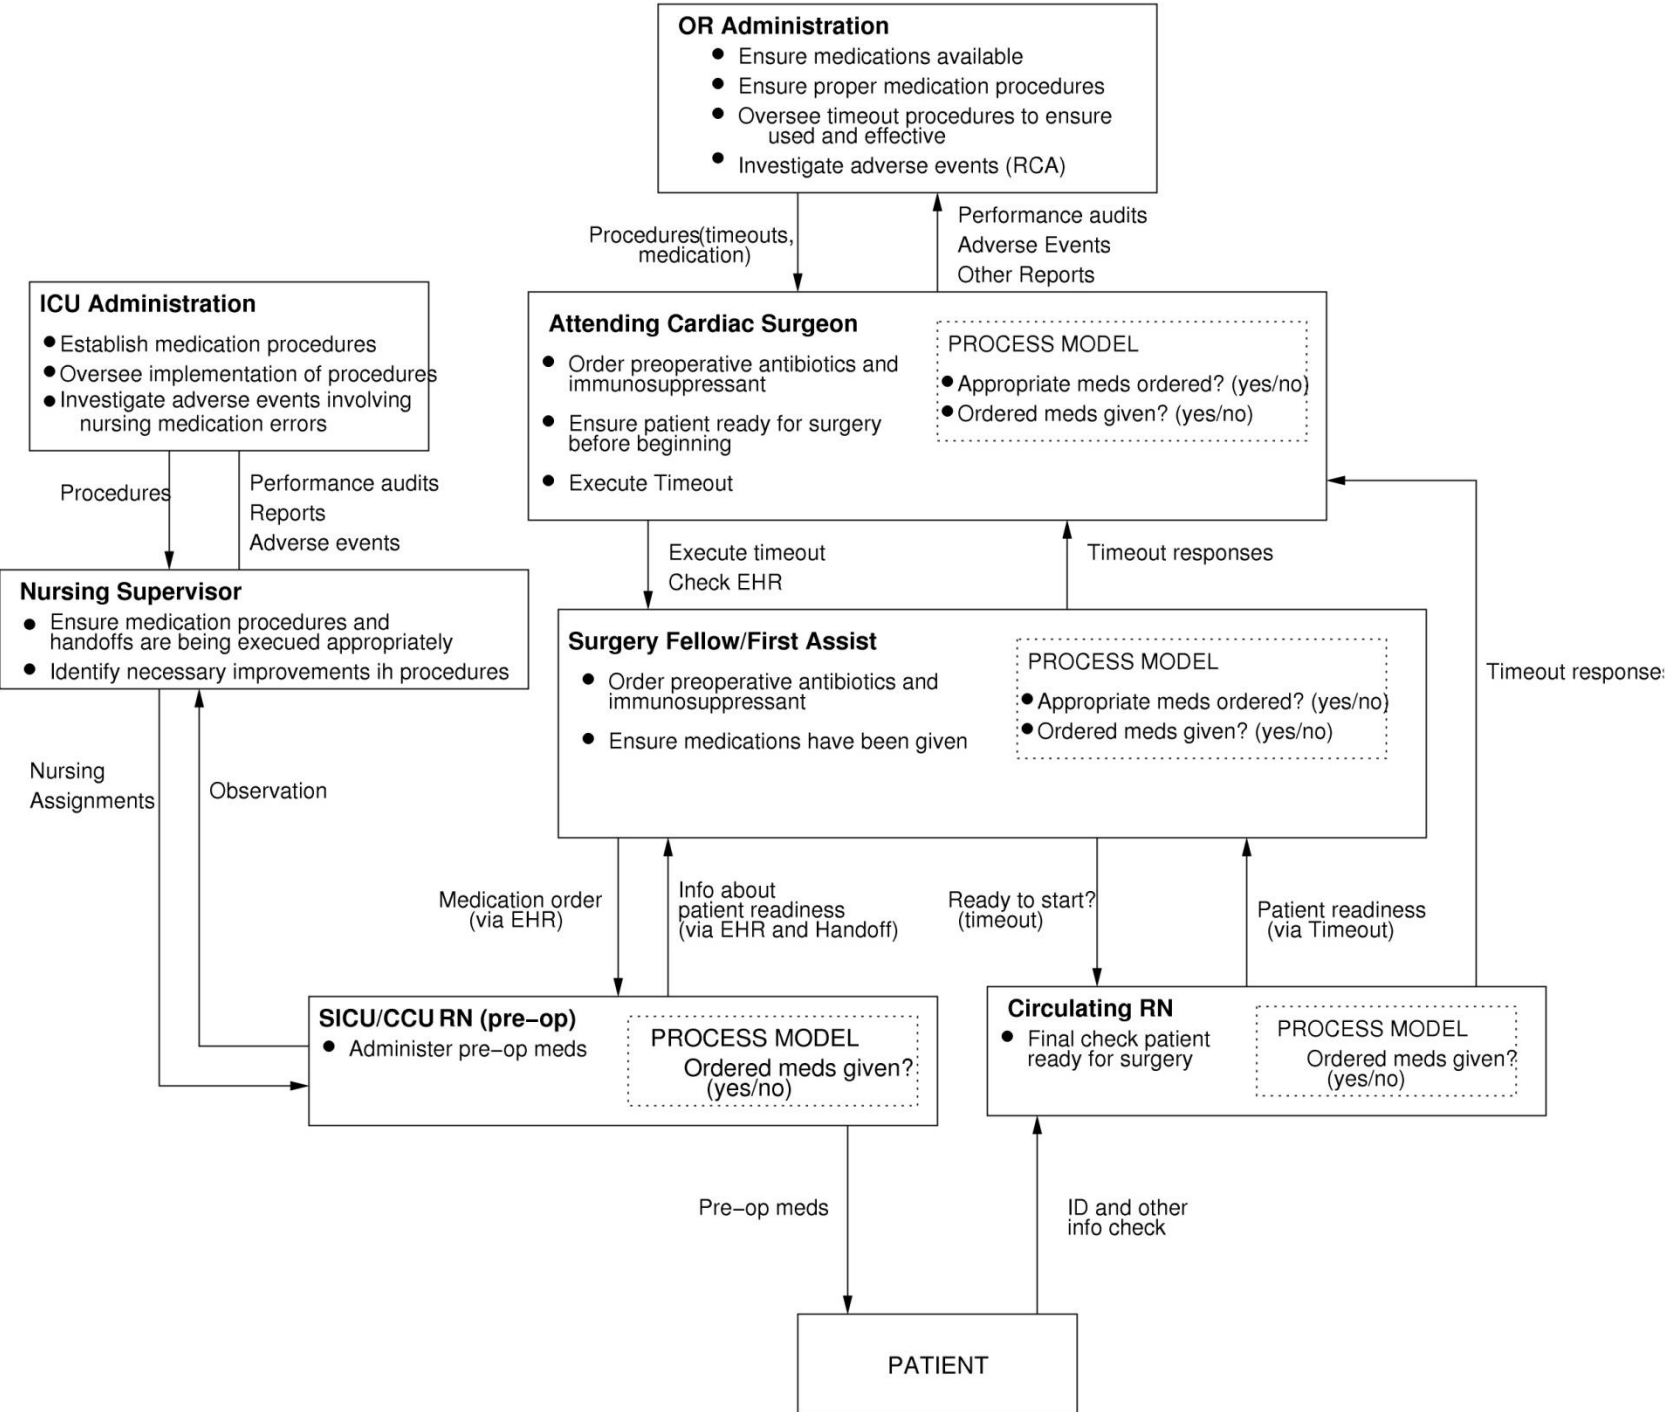 OR Administration
● Ensure medications available
● Ensure proper medication procedures
● Oversee timeout procedures to ensure
used and effective
● Investigate adverse events (RCA)
Procedures(timeouts,
medication)
Performance audits
Adverse Events
Other Reports
ICU Administration
● Establish medication procedures
● Oversee implementation of procedures
● Investigate adverse events involving
nursing medication errors
Procedures
Performance audits
Reports
Adverse events
Attending Cardiac Surgeon
● Order preoperative antibiotics and
immunosuppressant
● Ensure patient ready for surgery
before beginning
● Execute Timeout
PROCESS MODEL
● Appropriate meds ordered? (yes/no)
● Ordered meds given? (yes/no)
Execute timeout
Check EHR
Timeout responses
Nursing Supervisor
● Ensure medication procedures and
handoffs are being execued appropriately
● Identify necessary improvements ih procedures
Surgery Fellow/First Assist
● Order preoperative antibiotics and
immunosuppressant
● Ensure medications have been given
PROCESS MODEL
● Appropriate meds ordered? (yes/no)
● Ordered meds given? (yes/no)
Timeout responses
Nursing
Assignments
Observation
Medication order
(via EHR)
Info about
patient readiness
(via EHR and Handoff)
Ready to start?
(timeout)
Patient readiness
(via Timeout)
SICU/CCU RN (pre–op)
● Administer pre–op meds
PROCESS MODEL
Ordered meds given?
(yes/no)
Circulating RN
● Final check patient
ready for surgery
PROCESS MODEL
Ordered meds given?
(yes/no)
Pre–op meds
ID and other
info check
PATIENT